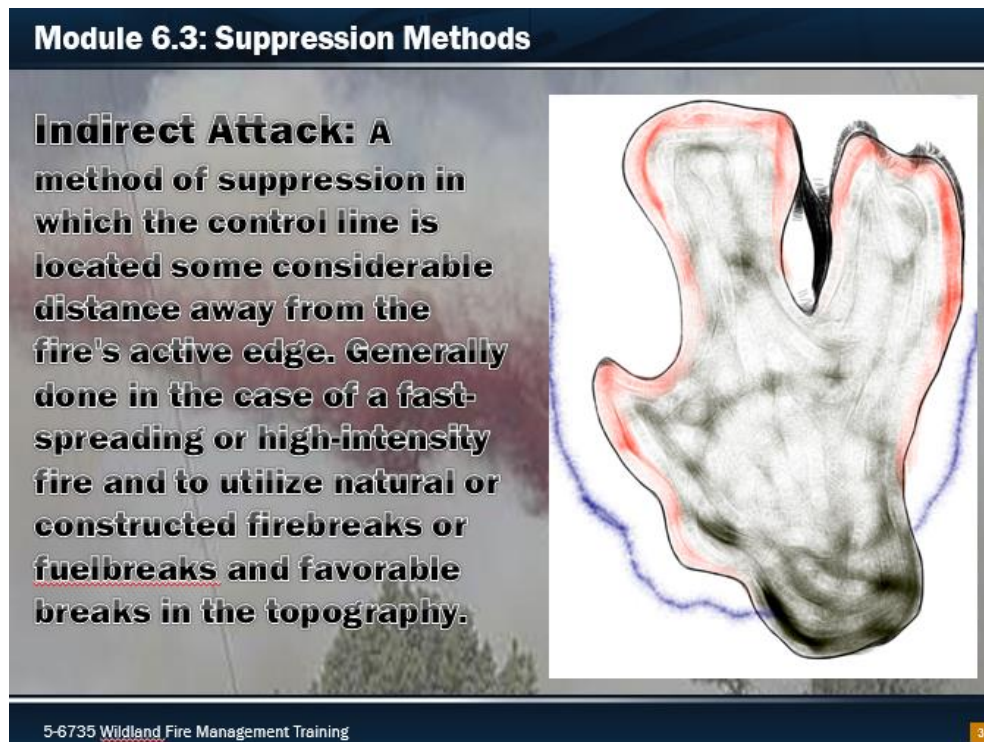 Module 6.3: Suppression Methods
Indirect Attack: A
method of suppression in
which the control line is
located some considerable
distance away from the
fire's active edge. Generally
done in the case of a fast-
spreading or high-intensity
fire and to utilize natural or
constructed firebreaks or
fuelbreaks and favorable
breaks in the topography.
5-6735 Wildland Fire Management Training
3